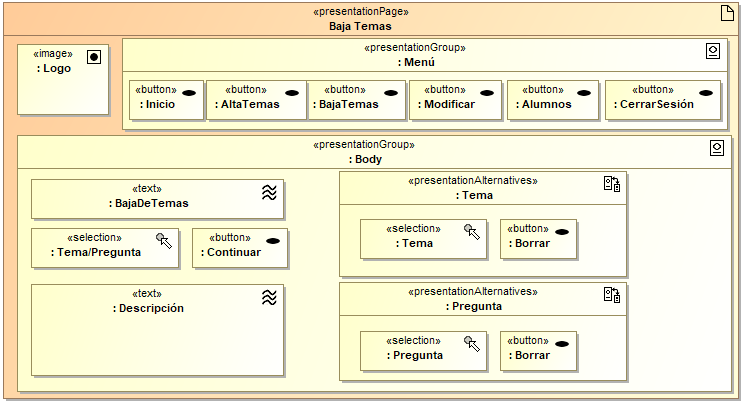 «presentationPage»
Baja Temas
«image»
: Logo
«presentationGroup»
: Menú
«button»
: Inicio
«button»
: AltaTemas
«button»
: BajaTemas
«button»
: Modificar
«button»
: Alumnos
«button»
: CerrarSesión
«presentationGroup»
: Body
«text»
: BajaDeTemas
«selection»
: Tema/Pregunta
«button»
: Continuar
«text»
: Descripción
«presentationAlternatives»
: Tema
«selection»
: Tema
«button»
: Borrar
«presentationAlternatives»
: Pregunta
«selection»
: Pregunta
«button»
: Borrar